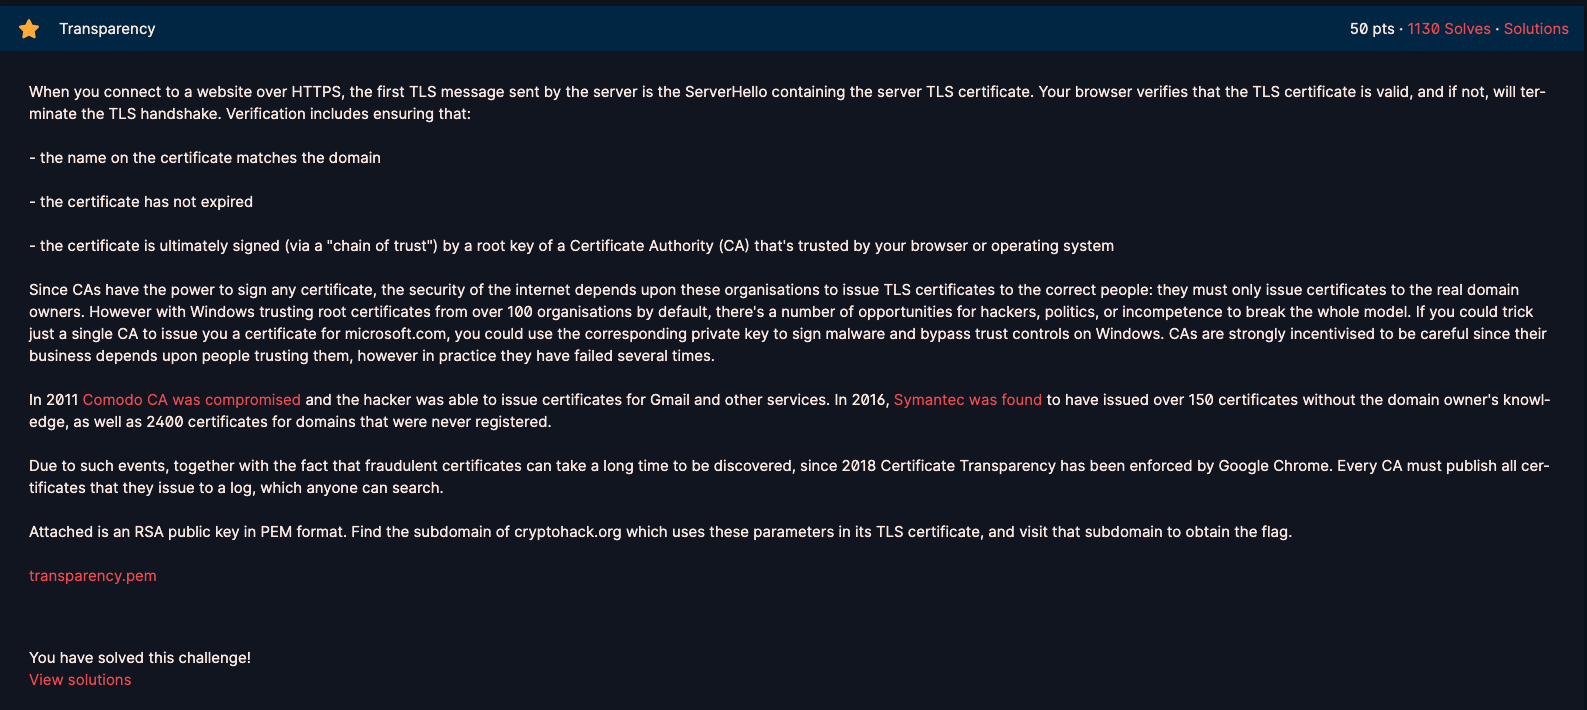 Transparency
50 pts · 1130 Solves · Solutions
When you connect to a website over HTTPS, the first TLS message sent by the server is the ServerHello containing the server TLS certificate. Your browser verifies that the TLS certificate is valid, and if not, will ter-
minate the TLS handshake. Verification includes ensuring that:
- the name on the certificate matches the domain
- the certificate has not expired
- the certificate is ultimately signed (via a "chain of trust") by a root key of a Certificate Authority (CA) that's trusted by your browser or operating system
Since CAs have the power to sign any certificate, the security of the internet depends upon these organisations to issue TLS certificates to the correct people: they must only issue certificates to the real domain
owners. However with Windows trusting root certificates from over 100 organisations by default, there's a number of opportunities for hackers, politics, or incompetence to break the whole model. If you could trick
just a single CA to issue you a certificate for microsoft.com, you could use the corresponding private key to sign malware and bypass trust controls on Windows. CAs are strongly incentivised to be careful since their
business depends upon people trusting them, however in practice they have failed several times.
In 2011 Comodo CA was compromised and the hacker was able to issue certificates for Gmail and other services. In 2016, Symantec was found to have issued over 150 certificates without the domain owner's knowl-
edge, as well as 2400 certificates for domains that were never registered.
Due to such events, together with the fact that fraudulent certificates can take a long time to be discovered, since 2018 Certificate Transparency has been enforced by Google Chrome. Every CA must publish all cer-
tificates that they issue to a log, which anyone can search.
Attached is an RSA public key in PEM format. Find the subdomain of cryptohack.org which uses these parameters in its TLS certificate, and visit that subdomain to obtain the flag.
transparency.pem
You have solved this challenge!
View solutions